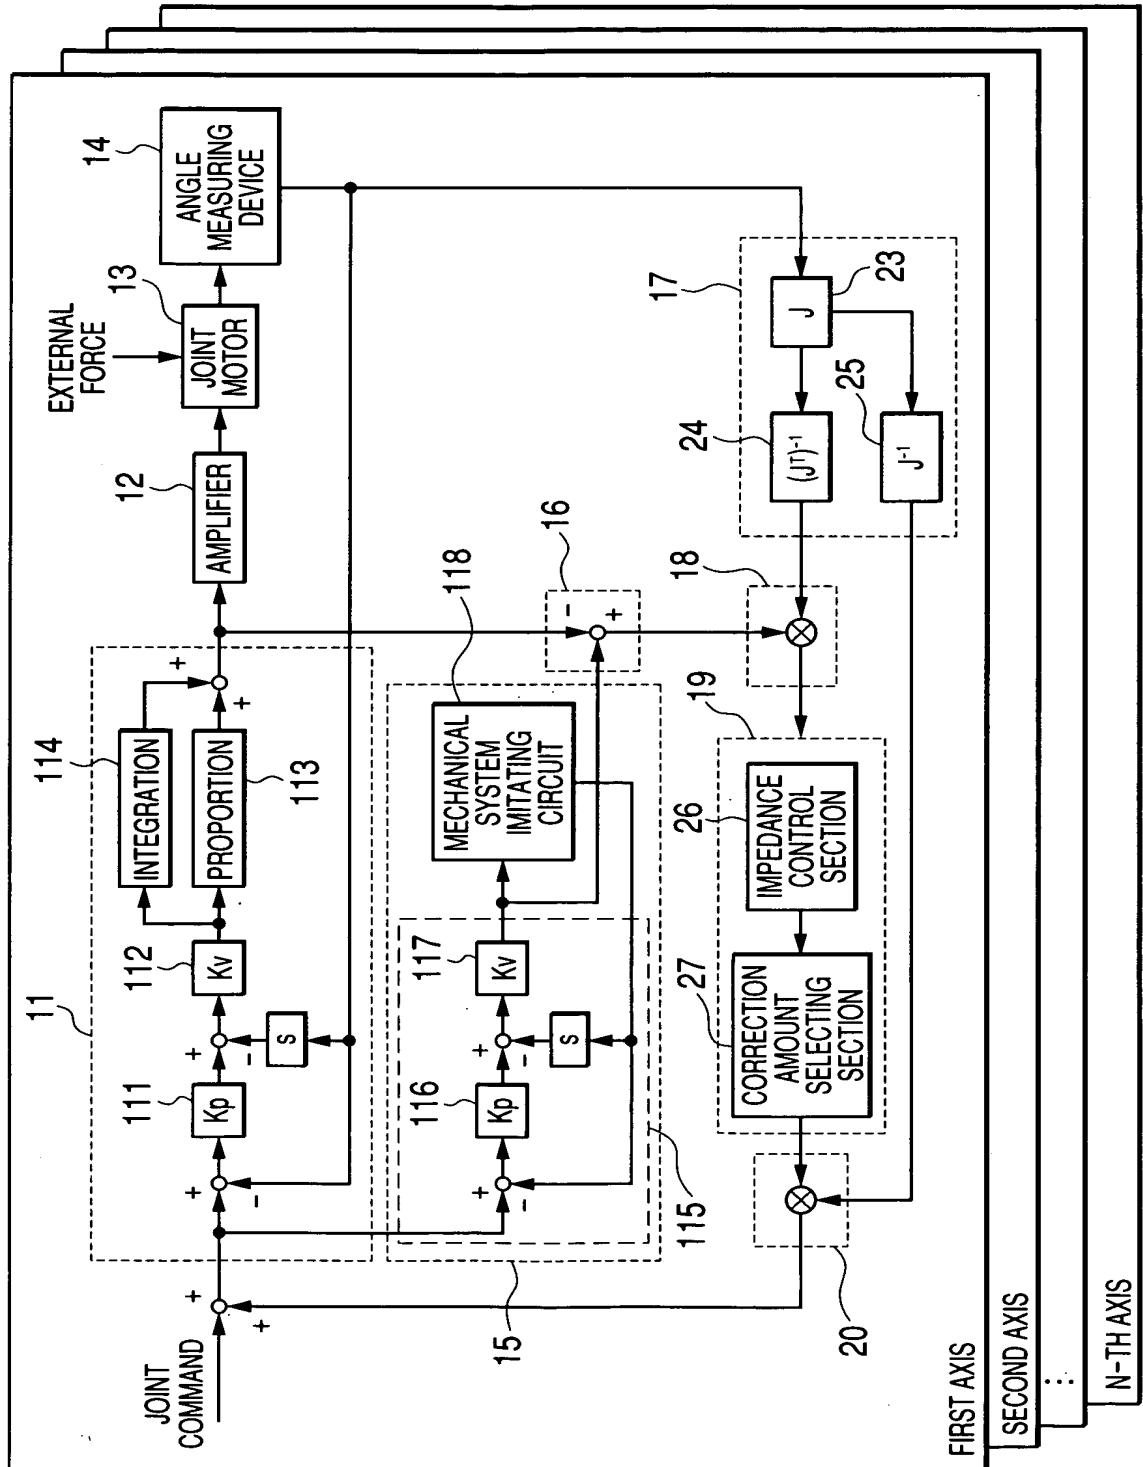 JOINT
COMMAND
+
+
11
+
-
111
Kp
+
-
s
112
Kv
114
INTEGRATION
PROPORTION
113
+
+
12
AMPLIFIER
EXTERNAL
FORCE
13
JOINT
MOTOR
14
ANGLE
MEASURING
DEVICE
15
115
+
-
116
Kp
+
-
s
117
Kv
118
MECHANICAL
SYSTEM
IMITATING
CIRCUIT
16
-
+
17
J
23
24
(Jᵀ)⁻¹
25
J⁻¹
18
19
26
IMPEDANCE
CONTROL
SECTION
27
CORRECTION
AMOUNT
SELECTING
SECTION
20
FIRST AXIS
SECOND AXIS
...
N-TH AXIS